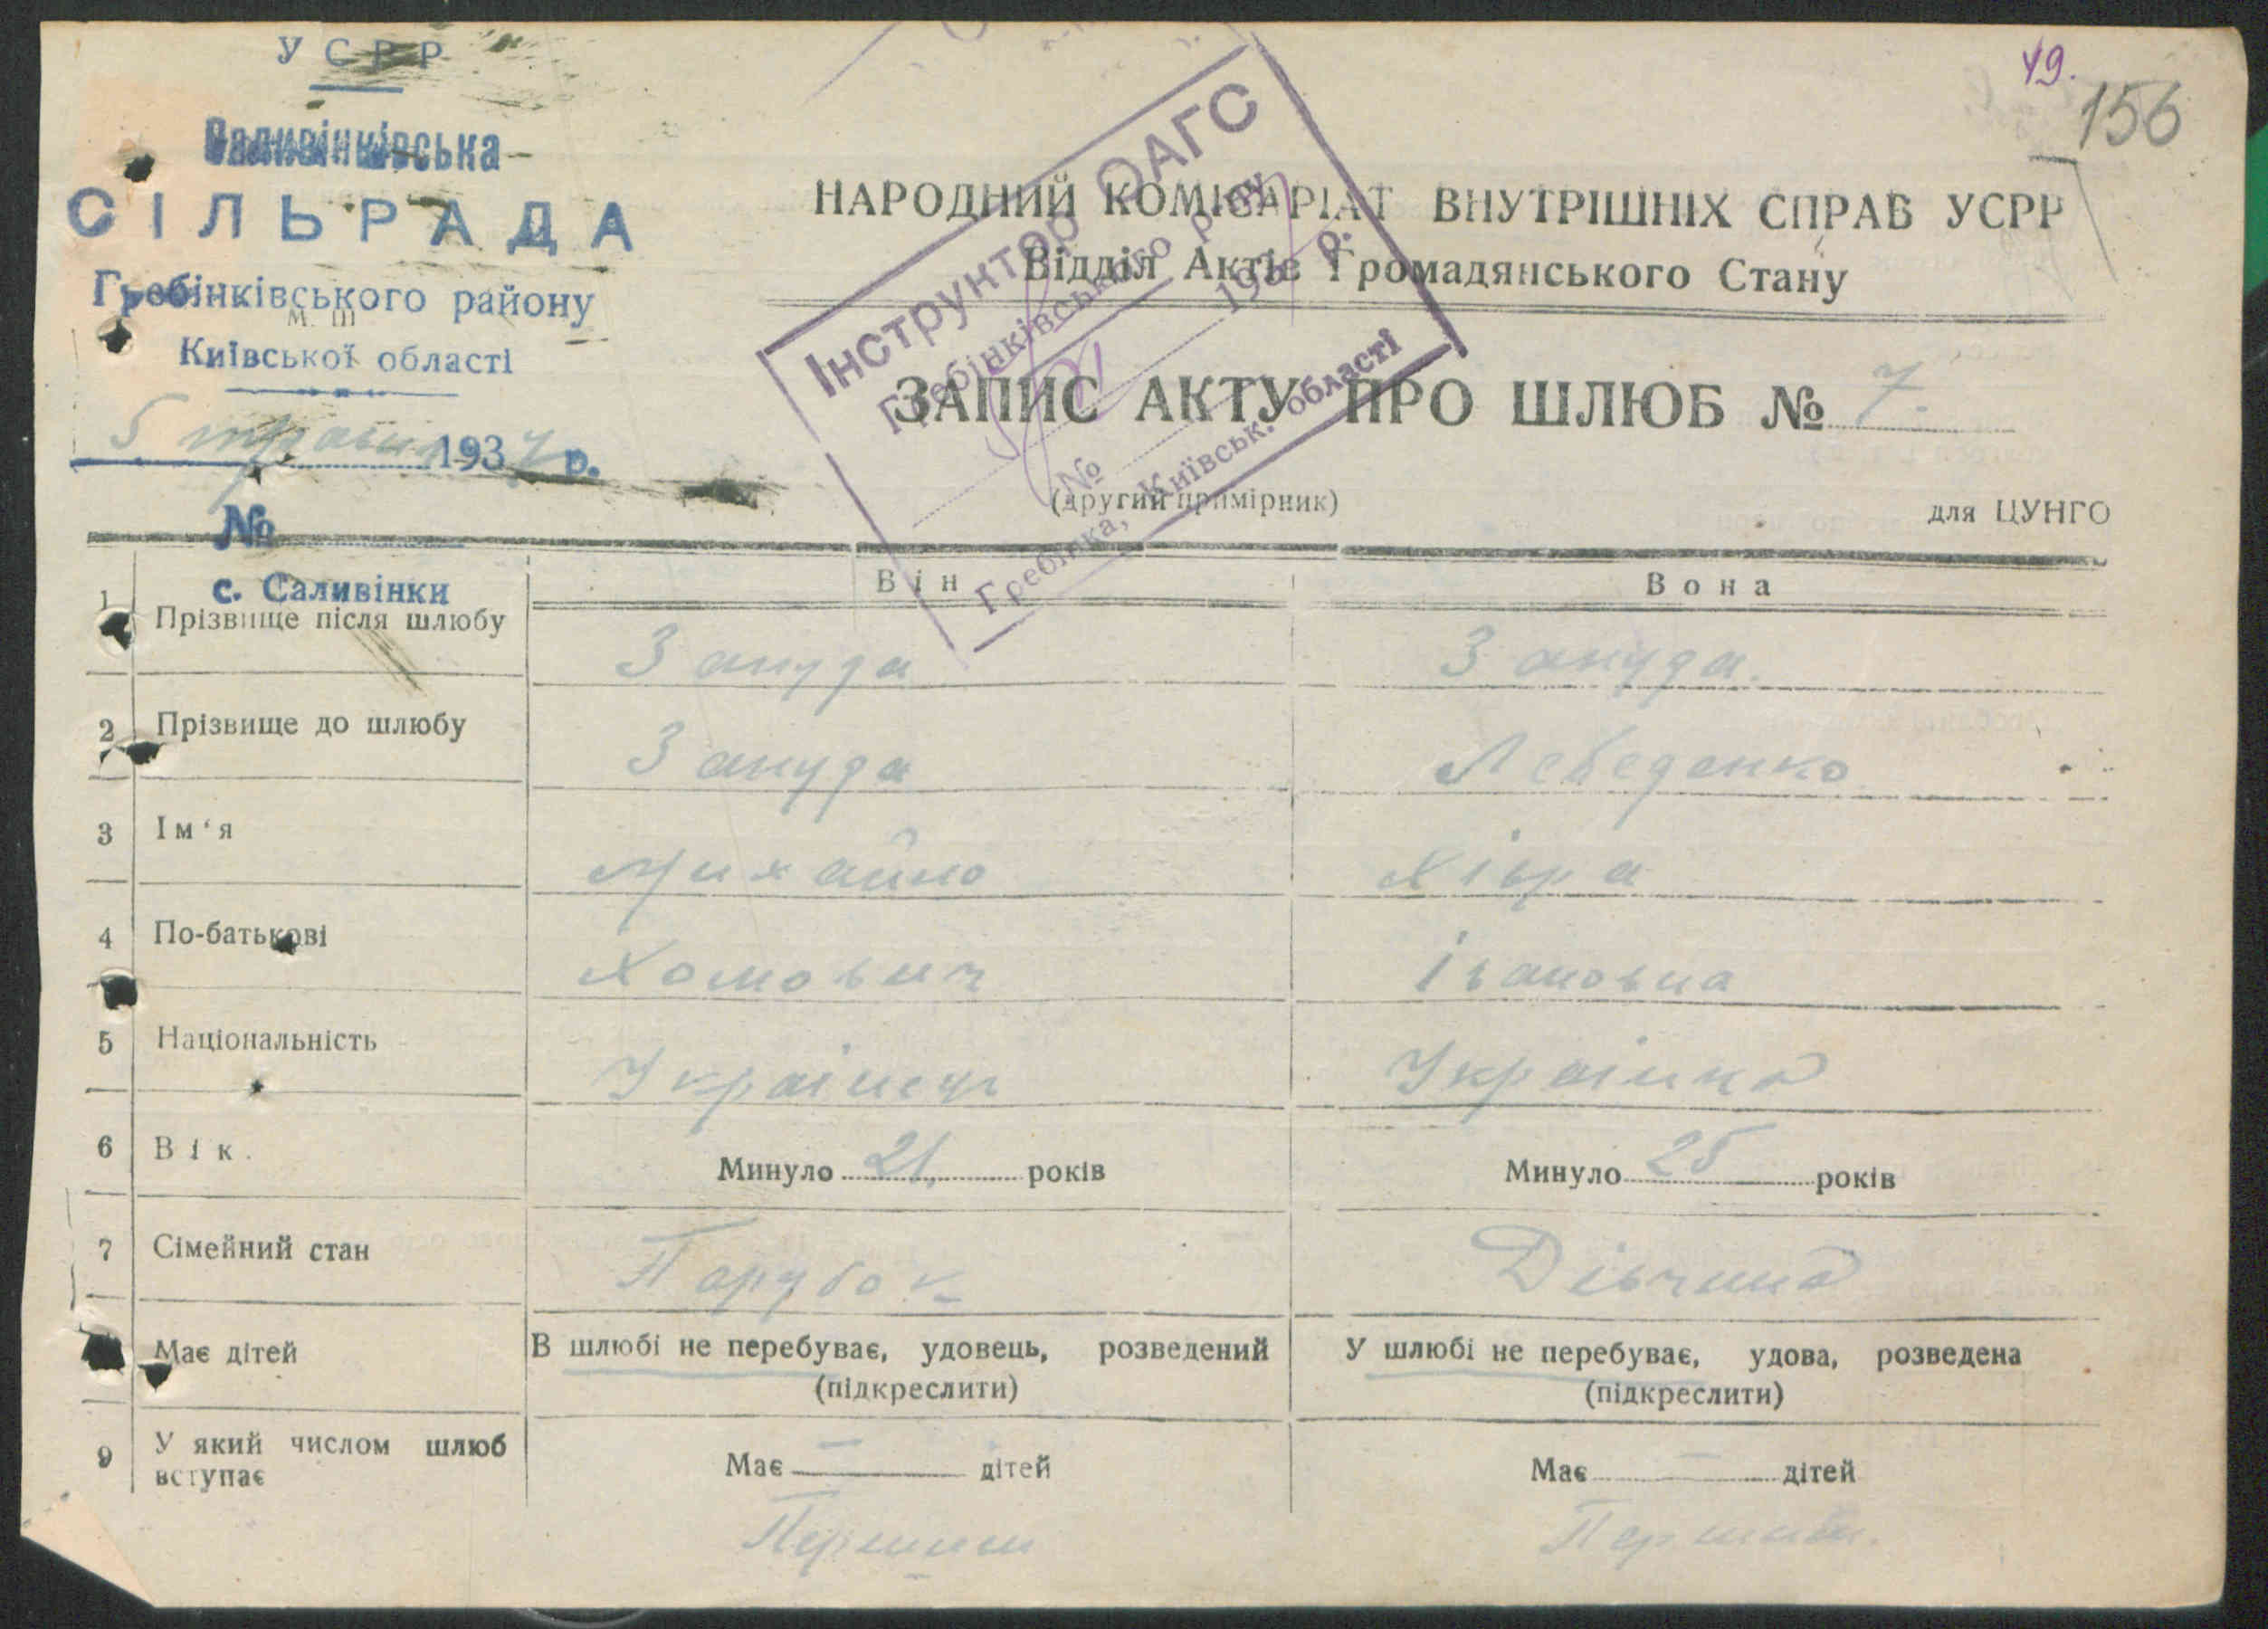 УСРР
Саливінківська
СІЛЬРАДА
Гребінківського району
м. ш
Київської області
5 травня 1937 р.
№
с. Саливінки
49.
156
НАРОДНИЙ КОМІСАРІАТ ВНУТРІШНІХ СПРАВ УСРР
Відділ Актів Громадянського Стану
ЗАПИС АКТУ ПРО ШЛЮБ № 7.
(другий примірник)
для ЦУНГО
Інструктор ОАГС
Гребінківського р-ну
193 р.
№
Гребінка, Київськ. області
Він Вона
1 Прізвище після шлюбу Зануда Зануда.
2 Прізвище до шлюбу Зануда Лебеденко
3 Ім‘я Михайло Хівра
4 По-батькові Хомович Івановна
5 Національність Українець Українка
6 Вік. Минуло 21 років Минуло 25 років
7 Сімейний стан Парубок Дівчина
В шлюбі не перебуває, удовець, розведений У шлюбі не перебуває, удова, розведена
(підкреслити) (підкреслити)
Має дітей
9 У який числом шлюб
вступає
Має — дітей Має — дітей
Перший Перший.